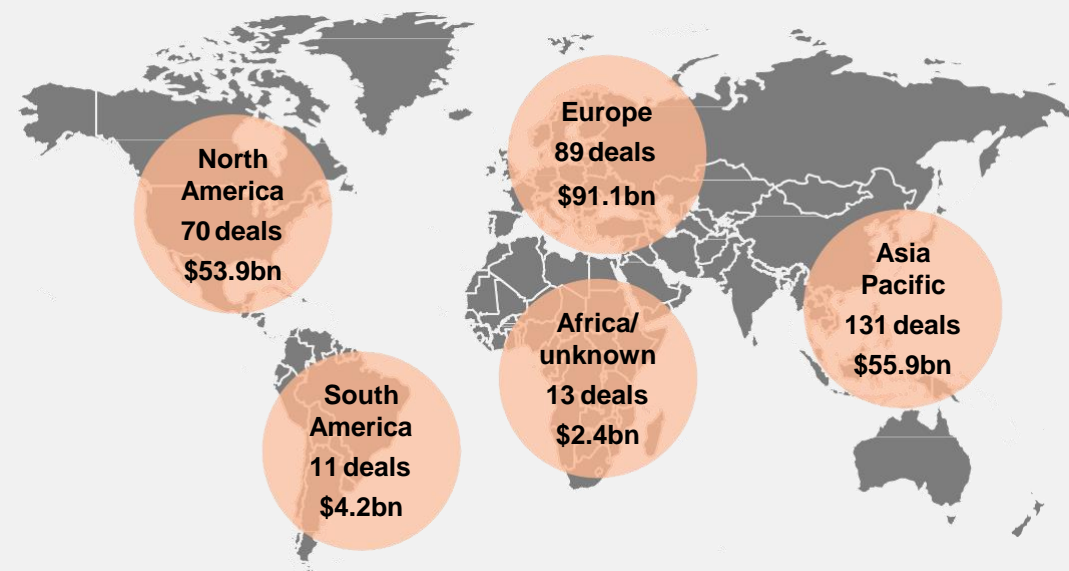 North
America
70 deals
$53.9bn
Europe
89 deals
$91.1bn
Asia
Pacific
131 deals
$55.9bn
Africa/
unknown
13 deals
$2.4bn
South
America
11 deals
$4.2bn